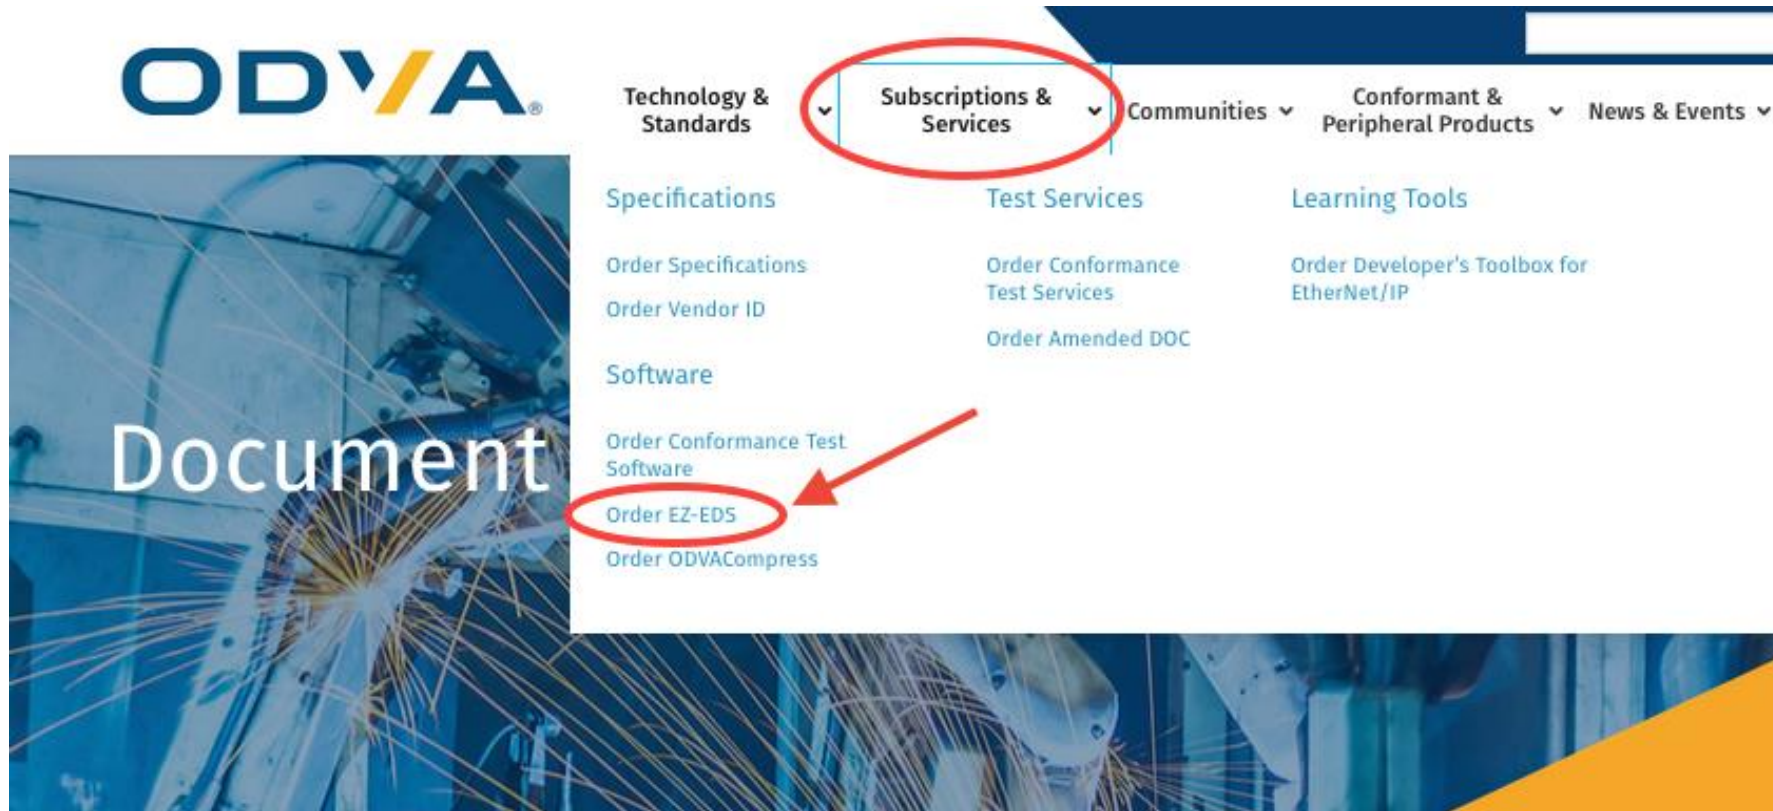 ODVA®
Technology &
Standards
Subscriptions &
Services
Communities
Conformant &
Peripheral Products
News & Events
Specifications
Order Specifications
Order Vendor ID
Software
Order Conformance Test
Software
Order EZ-EDS
Order ODVACompress
Test Services
Order Conformance
Test Services
Order Amended DOC
Learning Tools
Order Developer's Toolbox for
EtherNet/IP
Document